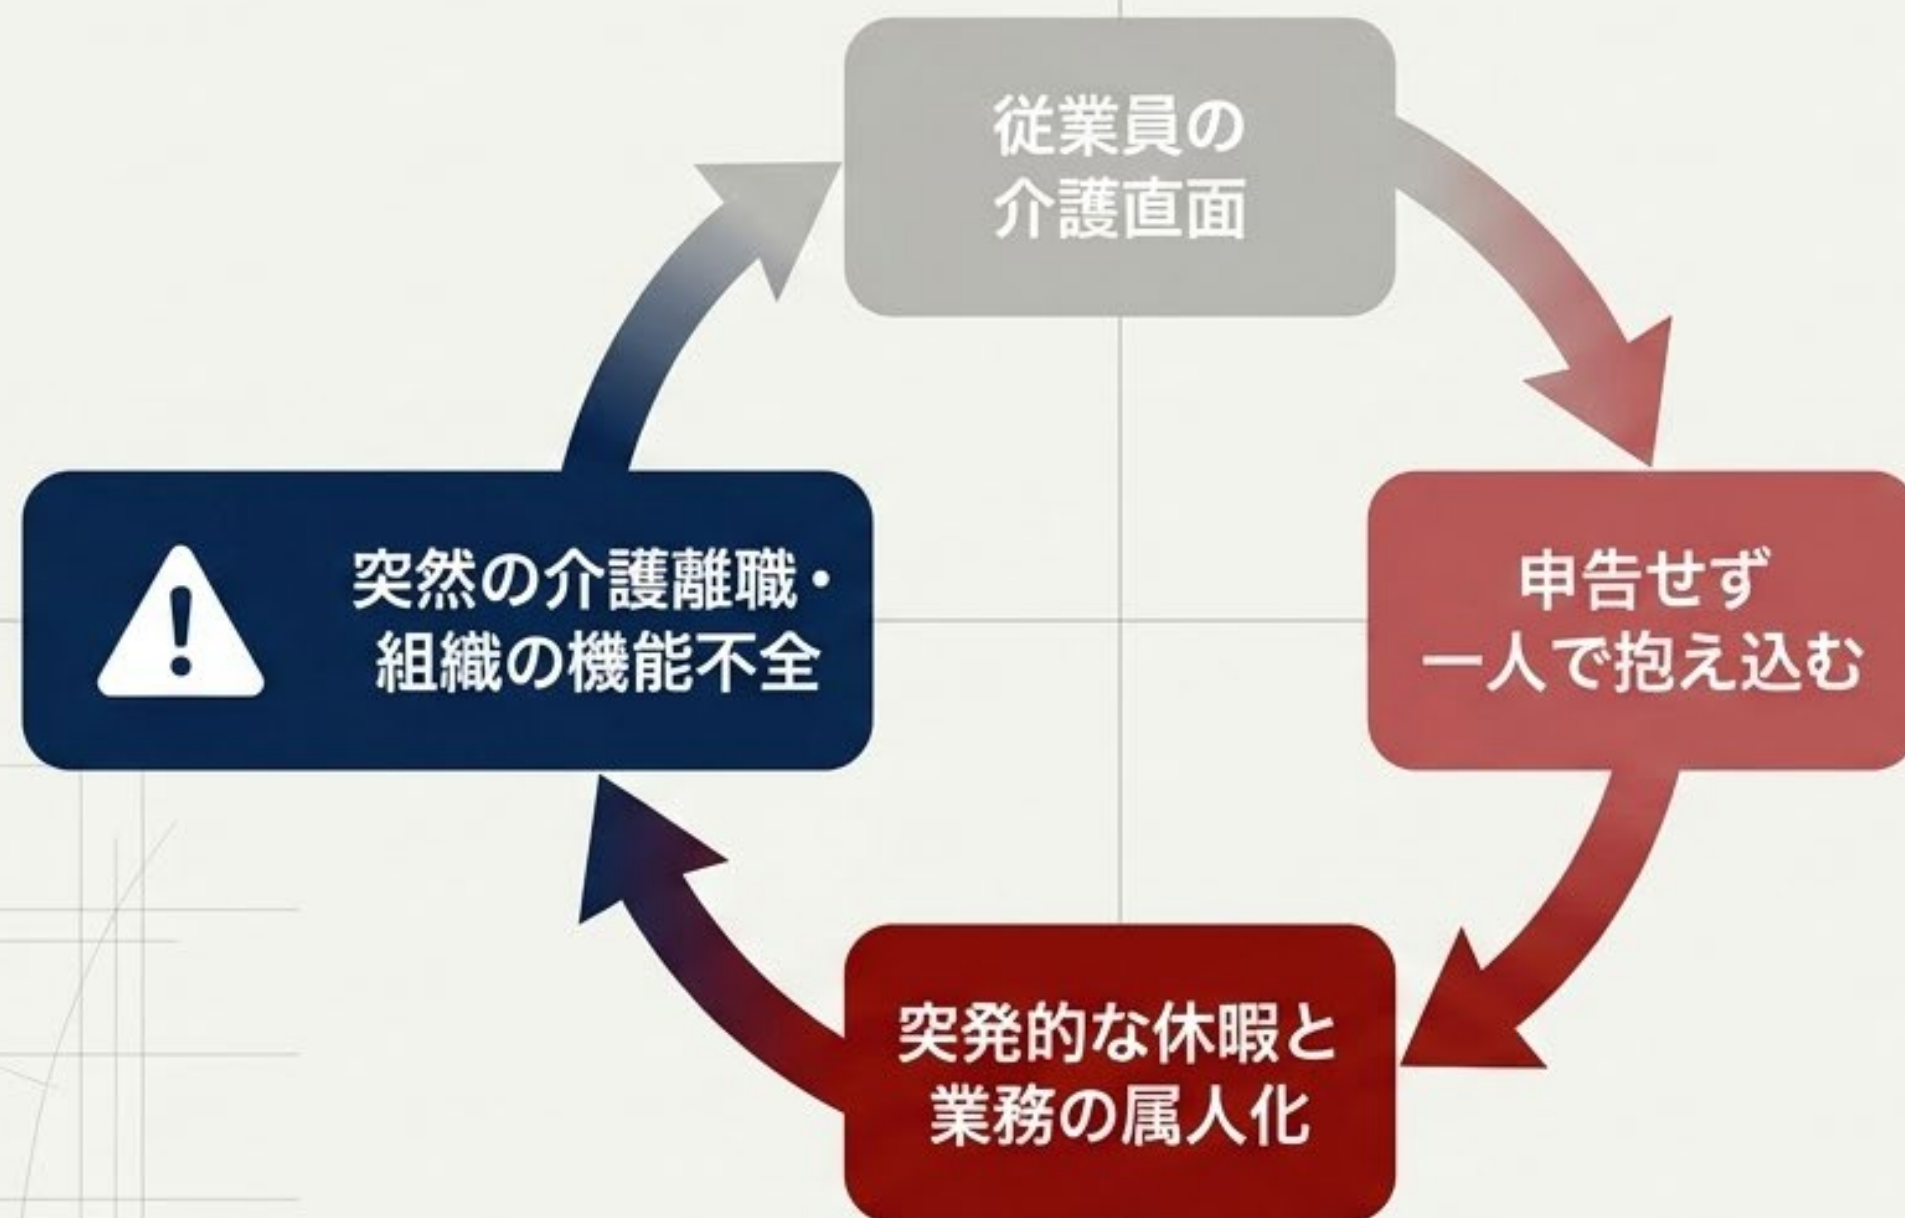 従業員の
介護直面
申告せず
一人で抱え込む
突発的な休暇と
業務の属人化
突然の介護離職・
組織の機能不全